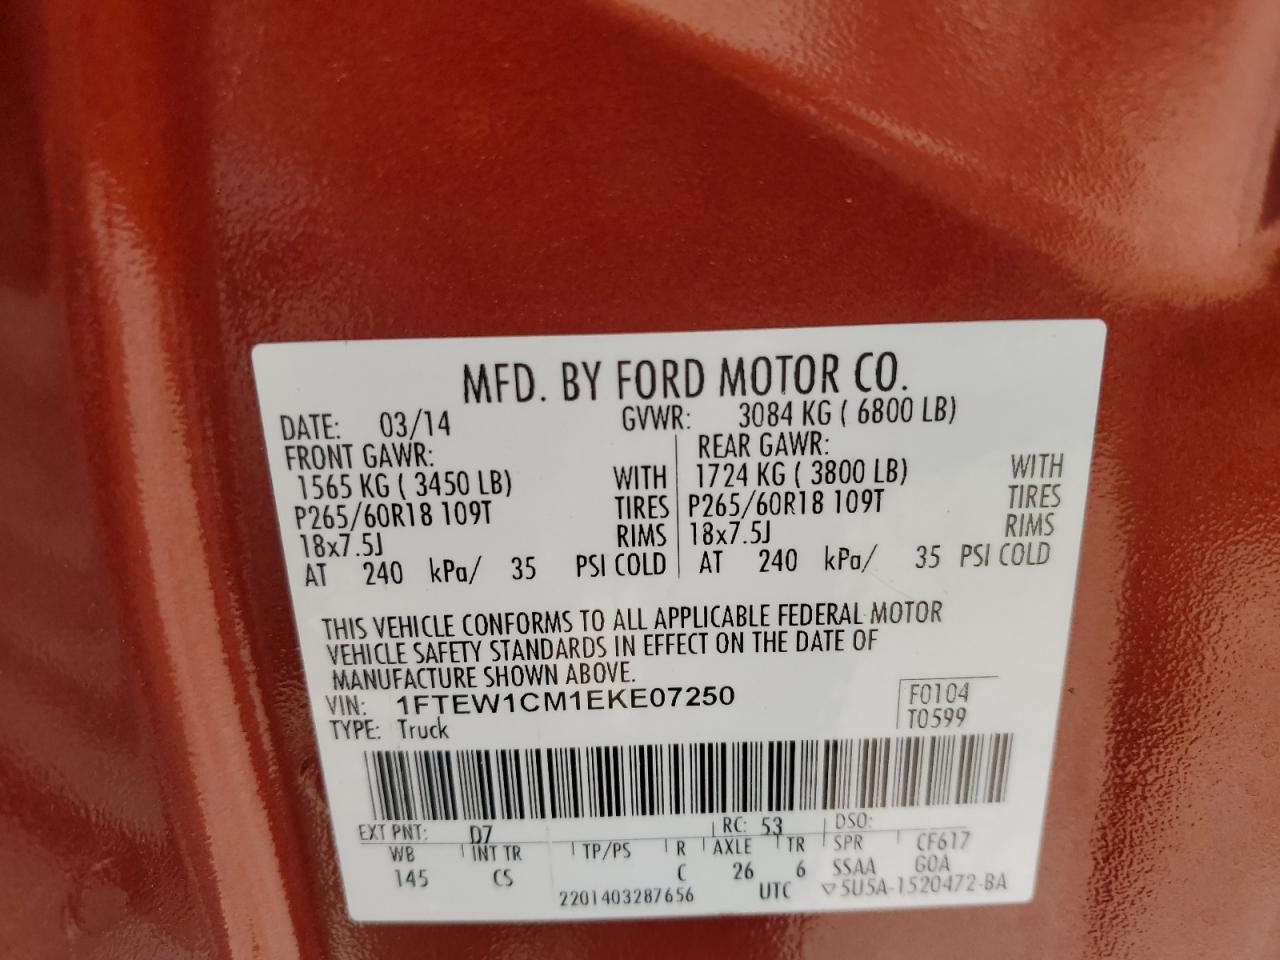 MFD. BY FORD MOTOR CO.
DATE: 03/14 GVWR: 3084 KG ( 6800 LB)
FRONT GAWR: REAR GAWR:
1565 KG ( 3450 LB) WITH 1724 KG ( 3800 LB) WITH
P265/60R18 109T TIRES P265/60R18 109T TIRES
18x7.5J RIMS 18x7.5J RIMS
AT 240 kPa/ 35 PSI COLD AT 240 kPa/ 35 PSI COLD
THIS VEHICLE CONFORMS TO ALL APPLICABLE FEDERAL MOTOR
VEHICLE SAFETY STANDARDS IN EFFECT ON THE DATE OF
MANUFACTURE SHOWN ABOVE.
VIN: 1FTEW1CM1EKE07250 F0104
TYPE: Truck T0599
EXT PNT: D7 RC: 53 DSO:
WB INT TR TP/PS R AXLE TR SPR CF617
145 CS C 26 6 SSAA GOA
2201403287656 UTC ▽5U5A-1520472-BA